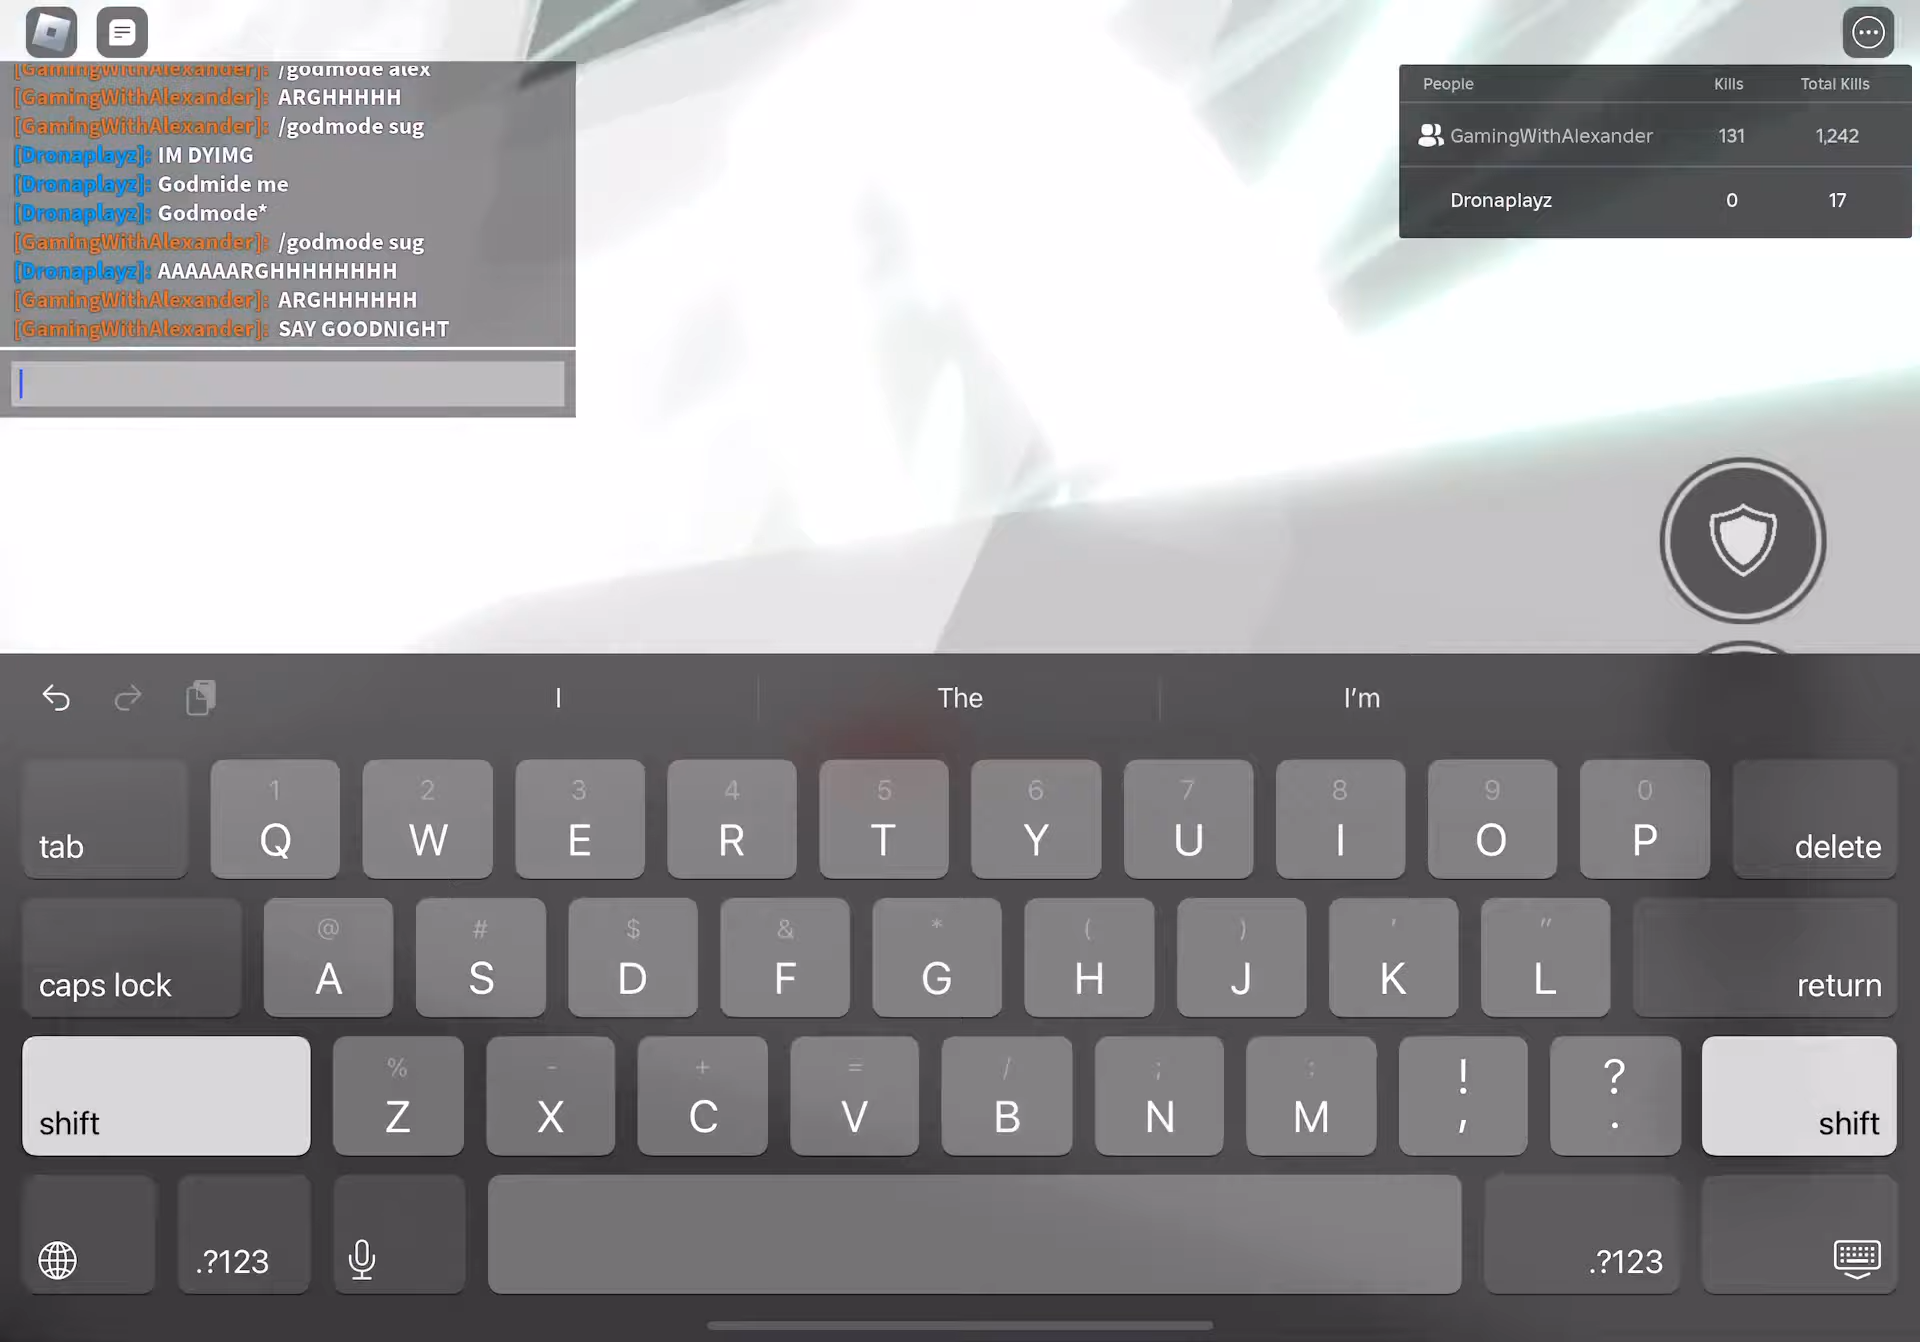 [GamingWithAlexander]: /godmode alex
[GamingWithAlexander]: ARGHHHHH
[GamingWithAlexander]: /godmode sug
[Dronaplayz]: IM DYIMG
[Dronaplayz]: Godmide me
[Dronaplayz]: Godmode*
[GamingWithAlexander]: /godmode sug
[Dronaplayz]: AAAAAARGHHHHHHHHH
[GamingWithAlexander]: ARGHHHHHH
[GamingWithAlexander]: SAY GOODNIGHT
People Kills Total Kills
GamingWithAlexander 131 1,242
Dronaplayz 0 17
I The I’m
1 2 3 4 5 6 7 8 9 0
tab Q W E R T Y U I O P delete
@ # $ & * ( ) ' "
caps lock A S D F G H J K L return
% - + = / ; : ! ?
shift Z X C V B N M , . shift
.?123 .?123